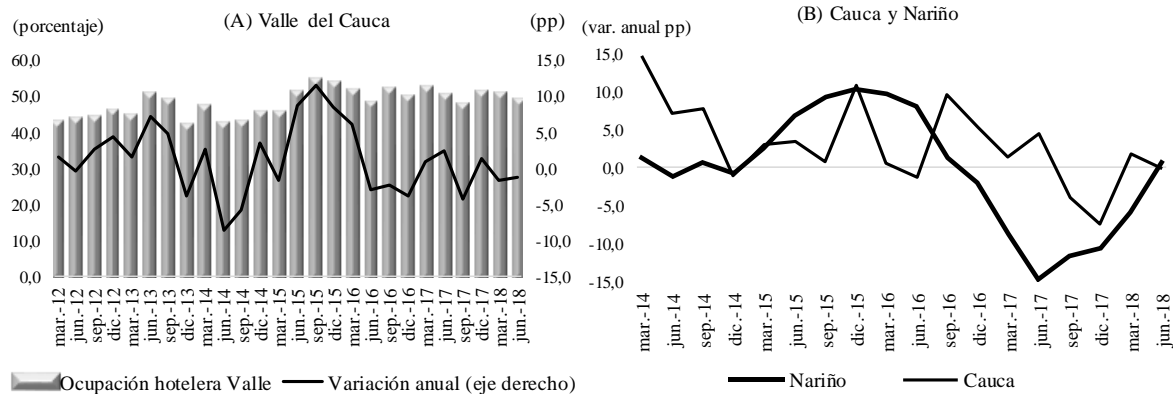 (A) Valle del Cauca
(porcentaje)
(pp)
60,0
50,0
40,0
30,0
20,0
10,0
0,0
15,0
10,0
5,0
0,0
-5,0
-10,0
-15,0
mar.-12
jun.-12
sep.-12
dic.-12
mar.-13
jun.-13
sep.-13
dic.-13
mar.-14
jun.-14
sep.-14
dic.-14
mar.-15
jun.-15
sep.-15
dic.-15
mar.-16
jun.-16
sep.-16
dic.-16
mar.-17
jun.-17
sep.-17
dic.-17
mar.-18
jun.-18
Ocupación hotelera Valle
Variación anual (eje derecho)
(B) Cauca y Nariño
(var. anual pp)
15,0
10,0
5,0
0,0
-5,0
-10,0
-15,0
mar.-14
jun.-14
sep.-14
dic.-14
mar.-15
jun.-15
sep.-15
dic.-15
mar.-16
jun.-16
sep.-16
dic.-16
mar.-17
jun.-17
sep.-17
dic.-17
mar.-18
jun.-18
Nariño
Cauca